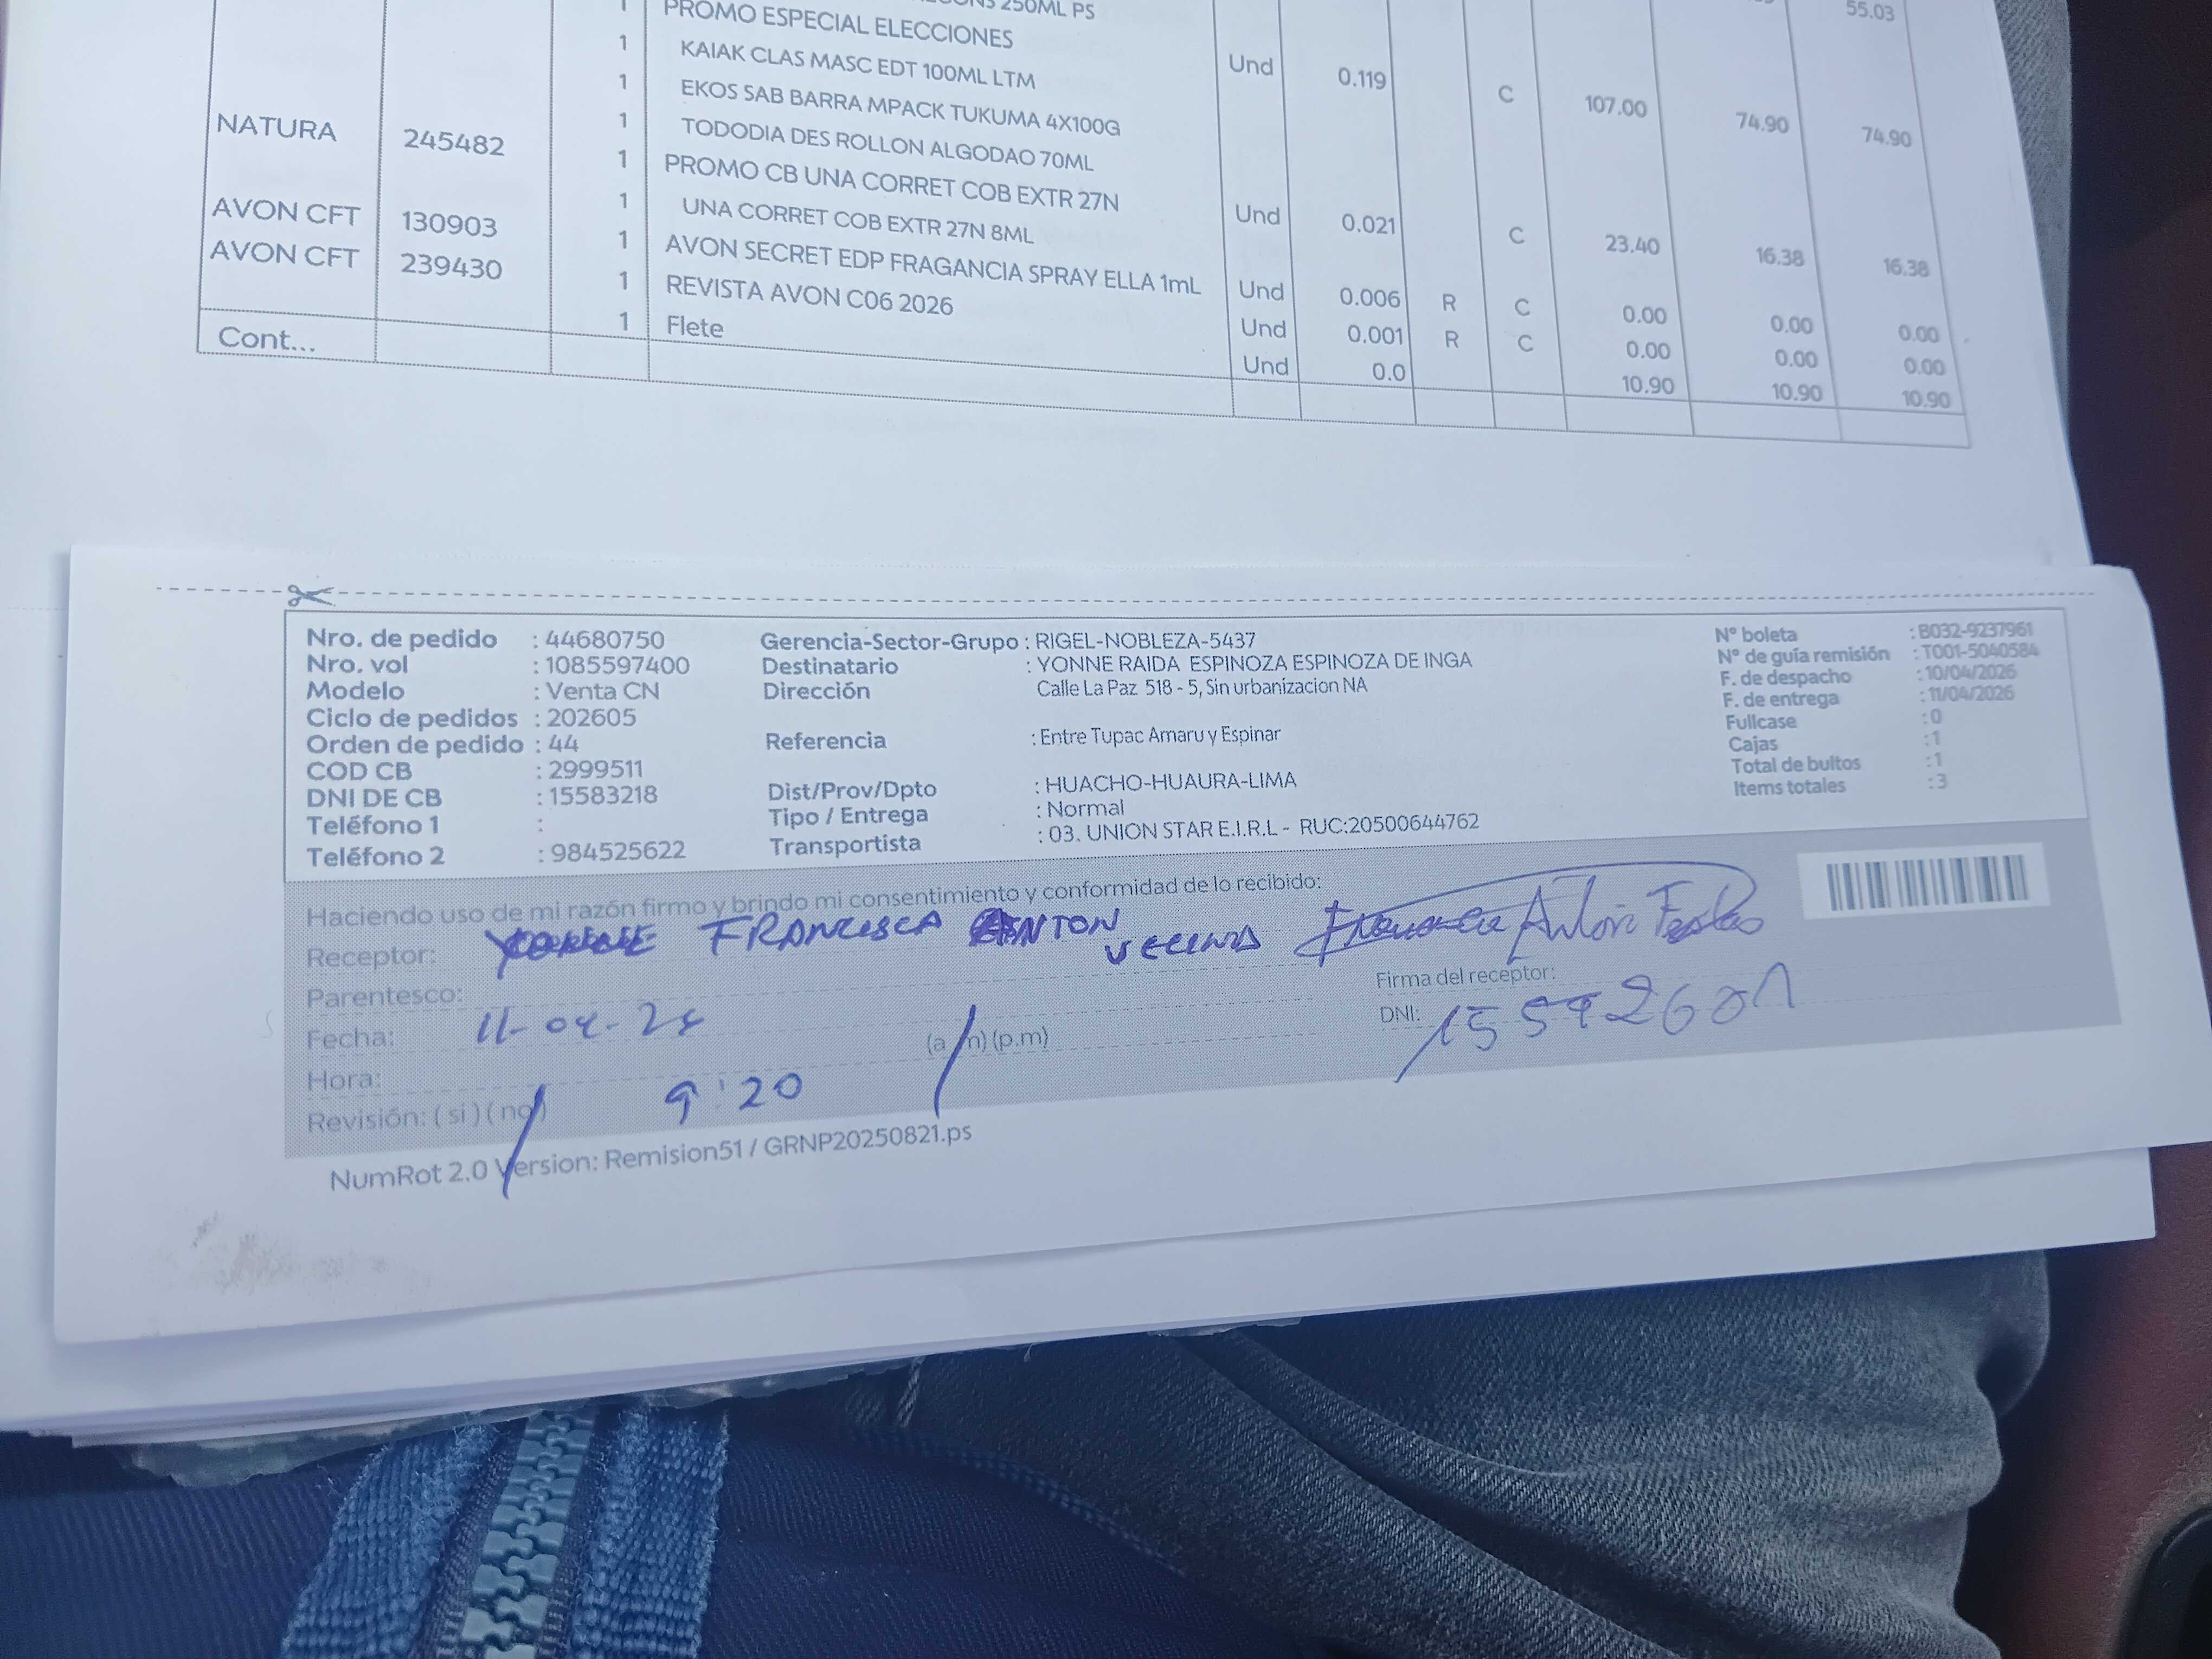 250ML PS 55.03
1 PROMO ESPECIAL ELECCIONES Und 0.119 C 107.00 74.90 74.90
1 KAIAK CLAS MASC EDT 100ML LTM
1 EKOS SAB BARRA MPACK TUKUMA 4X100G
1 TODODIA DES ROLLON ALGODAO 70ML
NATURA 245482 1 PROMO CB UNA CORRET COB EXTR 27N Und 0.021 C 23.40 16.38 16.38
1 UNA CORRET COB EXTR 27N 8ML
AVON CFT 130903 1 AVON SECRET EDP FRAGANCIA SPRAY ELLA 1mL Und 0.006 R C 0.00 0.00 0.00
AVON CFT 239430 1 REVISTA AVON C06 2026 Und 0.001 R C 0.00 0.00 0.00
1 Flete Und 0.0 10.90 10.90 10.90
Cont...
Nro. de pedido : 44680750 Gerencia-Sector-Grupo : RIGEL-NOBLEZA-5437 N° boleta : B032-9237961
Nro. vol : 1085597400 Destinatario : YONNE RAIDA ESPINOZA ESPINOZA DE INGA N° de guía remisión : T001-5040584
Modelo : Venta CN Dirección Calle La Paz 518 - 5, Sin urbanizacion NA F. de despacho : 10/04/2026
Ciclo de pedidos : 202605 F. de entrega : 11/04/2026
Orden de pedido : 44 Referencia : Entre Tupac Amaru y Espinar Fullcase : 0
COD CB : 2999511 Cajas : 1
DNI DE CB : 15583218 Dist/Prov/Dpto : HUACHO-HUAURA-LIMA Total de bultos : 1
Teléfono 1 : Tipo / Entrega : Normal Items totales : 3
Teléfono 2 : 984525622 Transportista : 03. UNION STAR E.I.R.L - RUC:20500644762
Haciendo uso de mi razón firmo y brindo mi consentimiento y conformidad de lo recibido:
Receptor: FRANCISCA ANTON
Parentesco: Firma del receptor:
Fecha: 11-04-26 (a.m) (p.m) DNI:
Hora: 9:20
Revisión: (si) (no)
NumRot 2.0 Version: Remision51 / GRNP20250821.ps